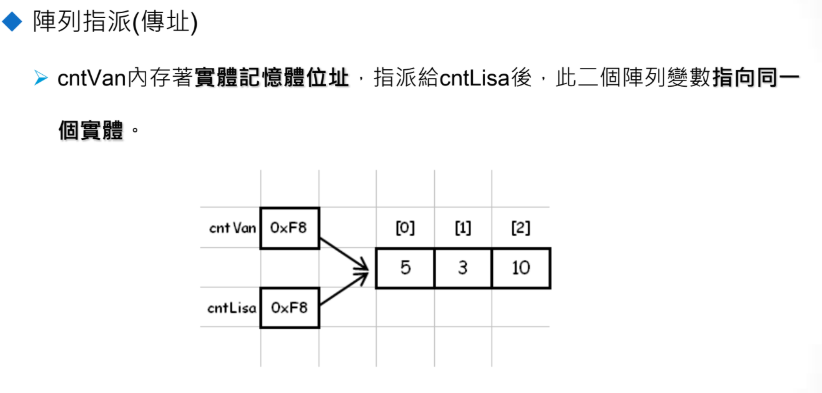 陣列指派(傳址)
cntVan內存著實體記憶體位址，指派給cntLisa後，此二個陣列變數指向同一
個實體。
[0] [1] [2]
cntVan 0xF8
5 3 10
cntLisa 0xF8